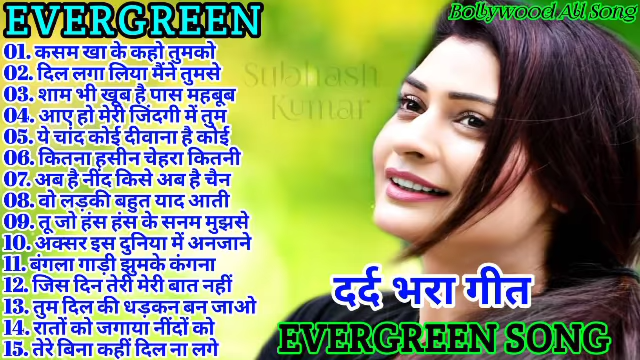 EVERGREEN
Bollywood All Song
01. कसम खा के कहो तुमको
02. दिल लगा लिया मैंने तुमसे
03. शाम भी खूब है पास महबूब
04. आए हो मेरी जिंदगी में तुम
05. ये चांद कोई दीवाना है कोई
06. कितना हसीन चेहरा कितनी
07. अब है नींद किसे अब है चैन
08. वो लड़की बहुत याद आती
09. तू जो हंस हंस के सनम मुझसे
10. अक्सर इस दुनिया में अनजाने
11. बंगला गाड़ी झुमके कंगना
12. जिस दिन तेरी मेरी बात नहीं
13. तुम दिल की धड़कन बन जाओ
14. रातों को जगाया नींदों को
15. तेरे बिना कहीं दिल ना लगे
Subhash
Kumar
दर्द भरा गीत
EVERGREEN SONG